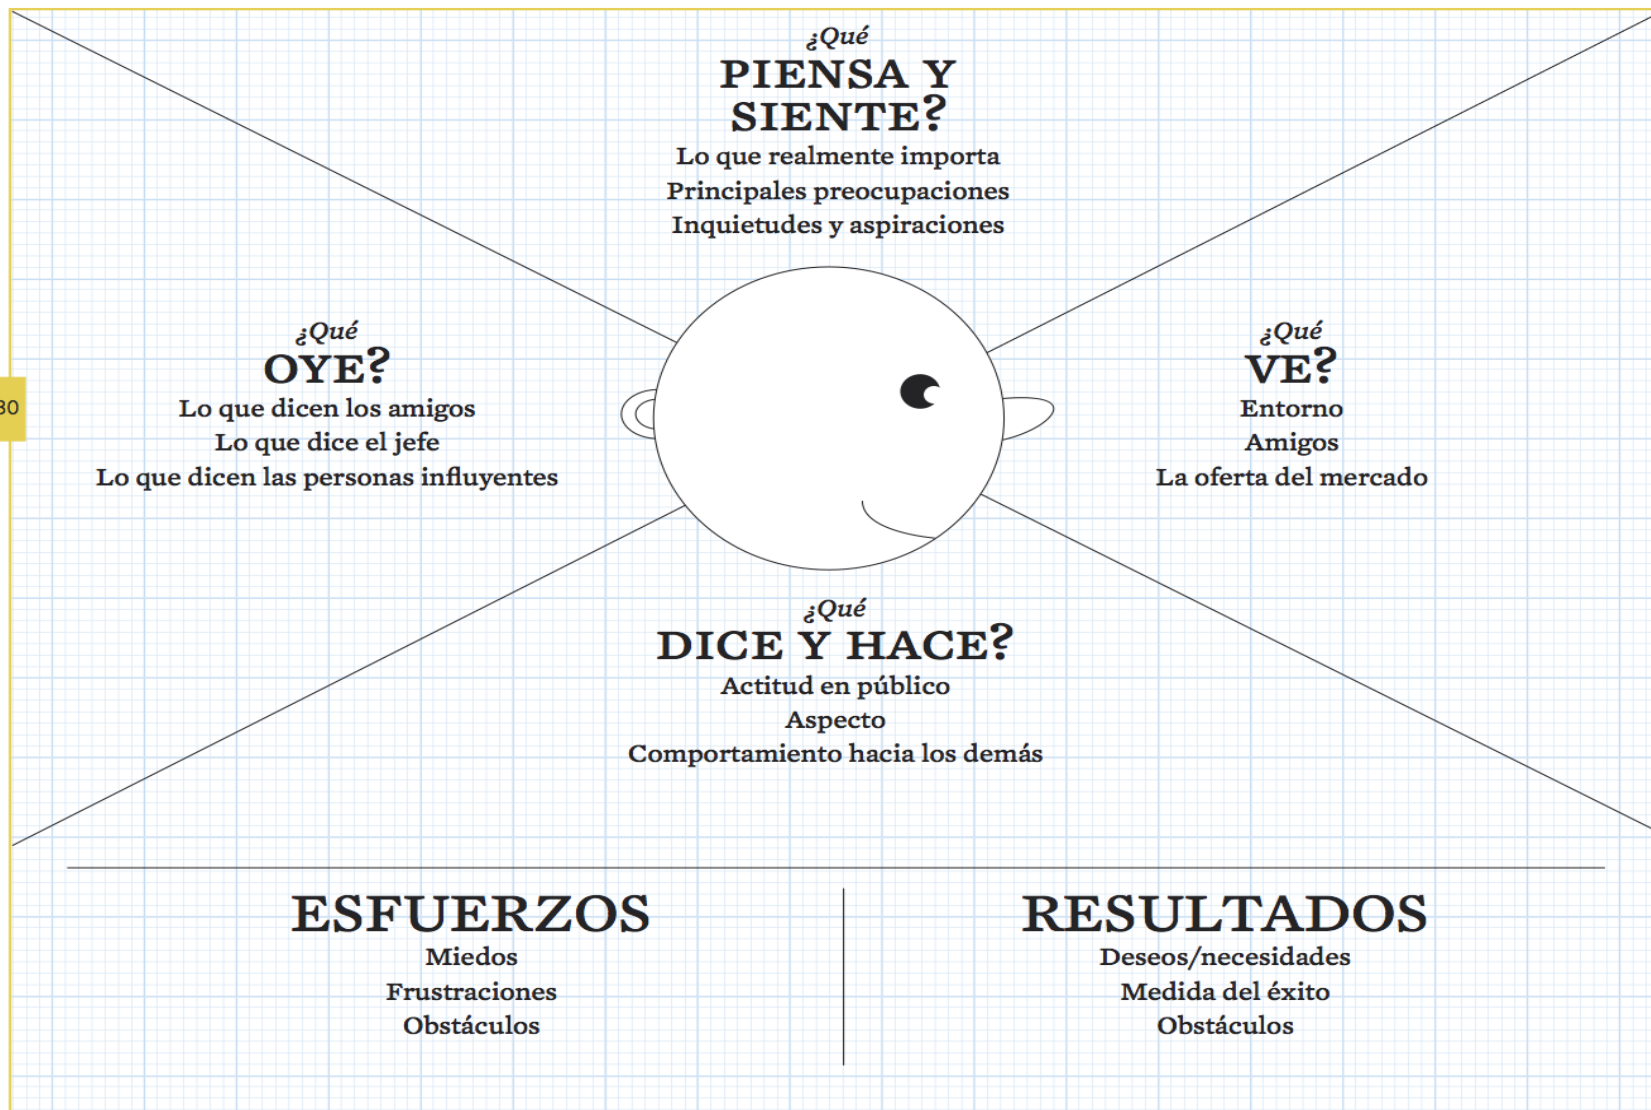 ¿Qué
PIENSA Y
SIENTE?
Lo que realmente importa
Principales preocupaciones
Inquietudes y aspiraciones
¿Qué
OYE?
Lo que dicen los amigos
Lo que dice el jefe
Lo que dicen las personas influyentes
¿Qué
VE?
Entorno
Amigos
La oferta del mercado
¿Qué
DICE Y HACE?
Actitud en público
Aspecto
Comportamiento hacia los demás
ESFUERZOS
Miedos
Frustraciones
Obstáculos
RESULTADOS
Deseos/necesidades
Medida del éxito
Obstáculos